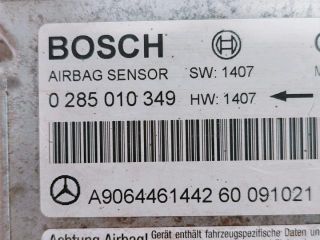 BOSCH
AIRBAG SENSOR SW: 1407
0 285 010 349 HW: 1407
A9064461442 60 091021
Achtung Airbag! Gerät enthält fahrzeugspezifische Daten